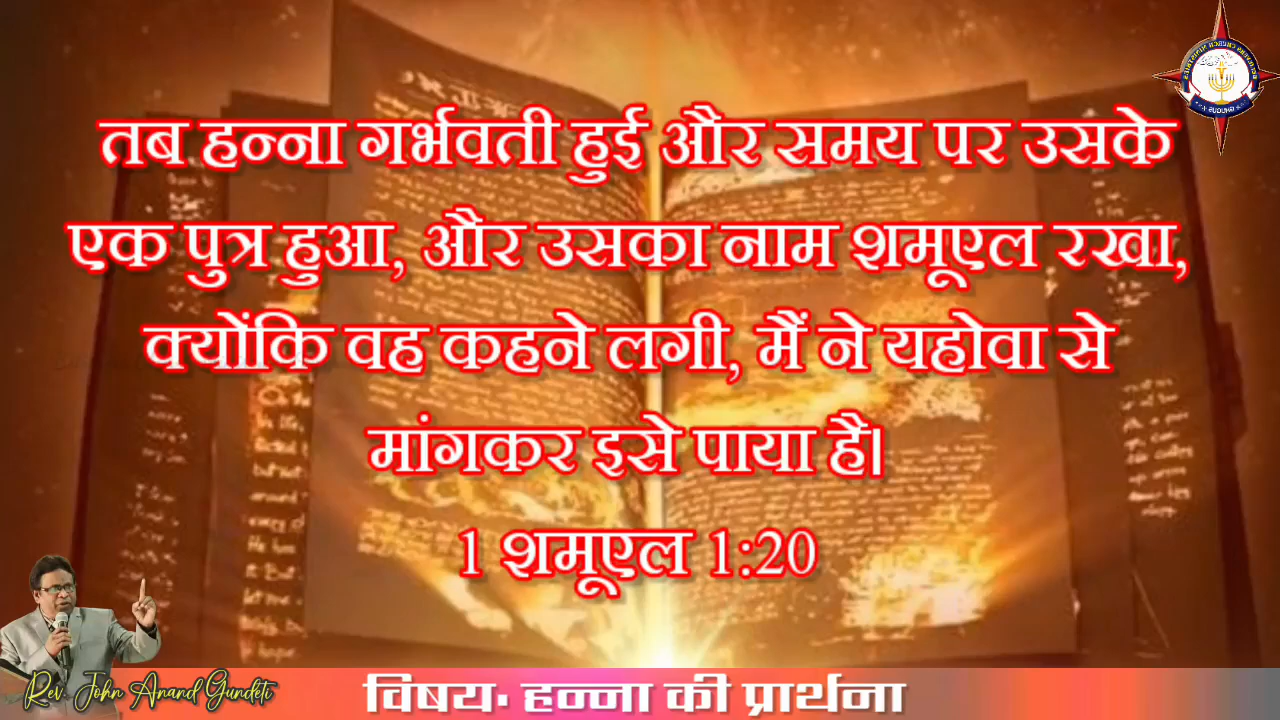 तब हन्ना गर्भवती हुई और समय पर उसके
एक पुत्र हुआ, और उसका नाम शमूएल रखा,
क्योंकि वह कहने लगी, मैं ने यहोवा से
मांगकर इसे पाया है।
1 शमूएल 1:20
Rev. John Anand Gundeti
विषय: हन्ना की प्रार्थना